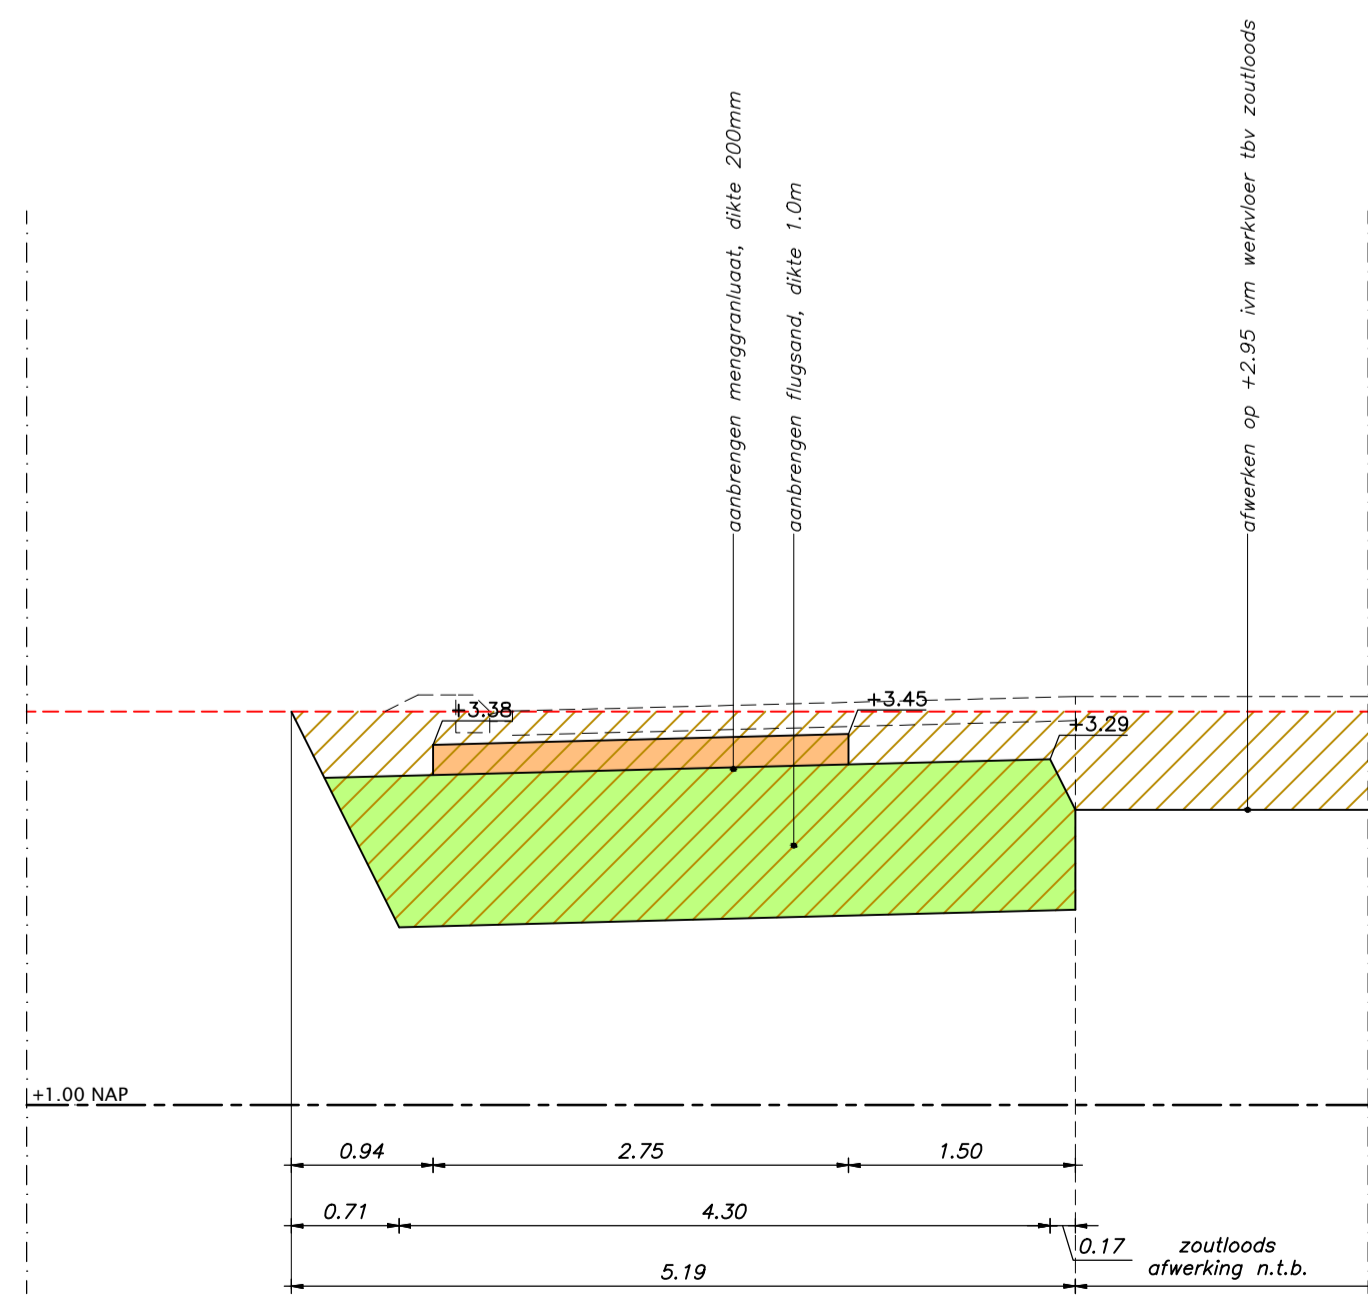 aanbrengen menggranluaat, dikte 200mm
aanbrengen flugsand, dikte 1.0m
afwerken op +2.95 ivm werkvloer tbv zoutloods
+3.38
+3.45
+3.29
+1.00 NAP
0.94
2.75
1.50
0.71
4.30
0.17
zoutloods
afwerking n.t.b.
5.19